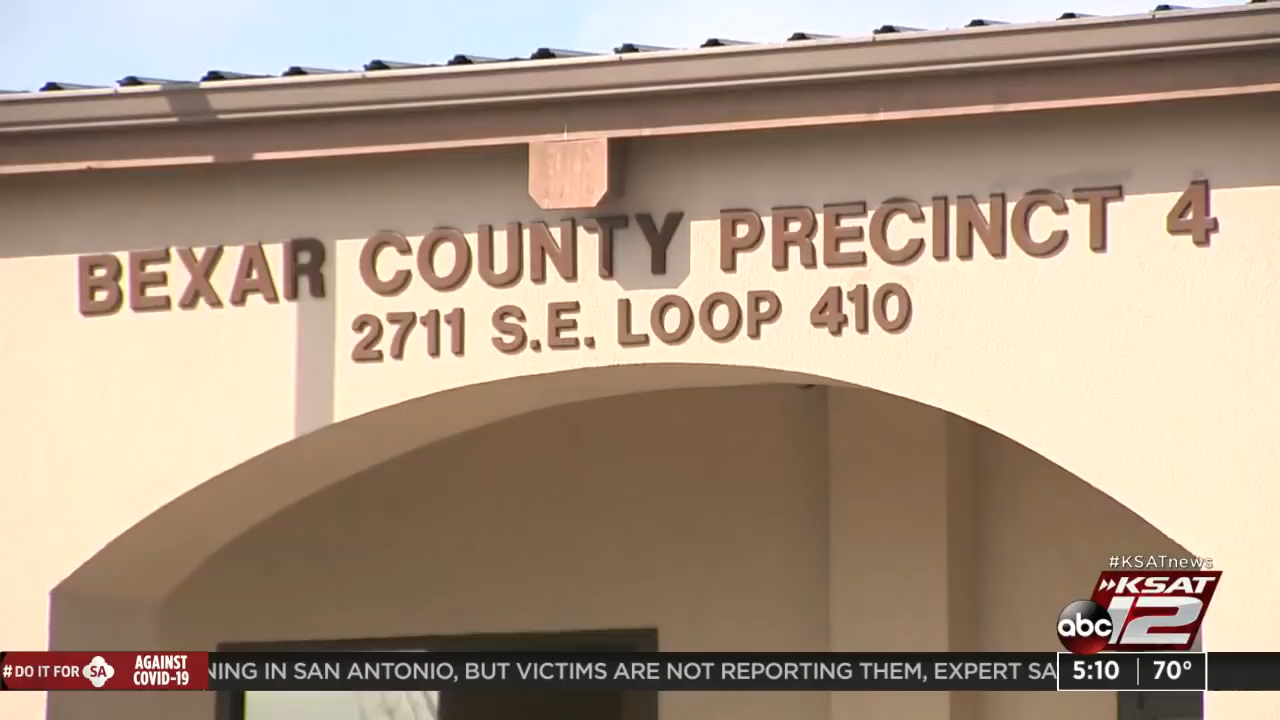 BEXAR COUNTY PRECINCT 4
2711 S.E. LOOP 410
#KSATnews
KSAT
abc 12
#DO IT FOR SA
AGAINST
COVID-19
NING IN SAN ANTONIO, BUT VICTIMS ARE NOT REPORTING THEM, EXPERT SA
5:10 70°